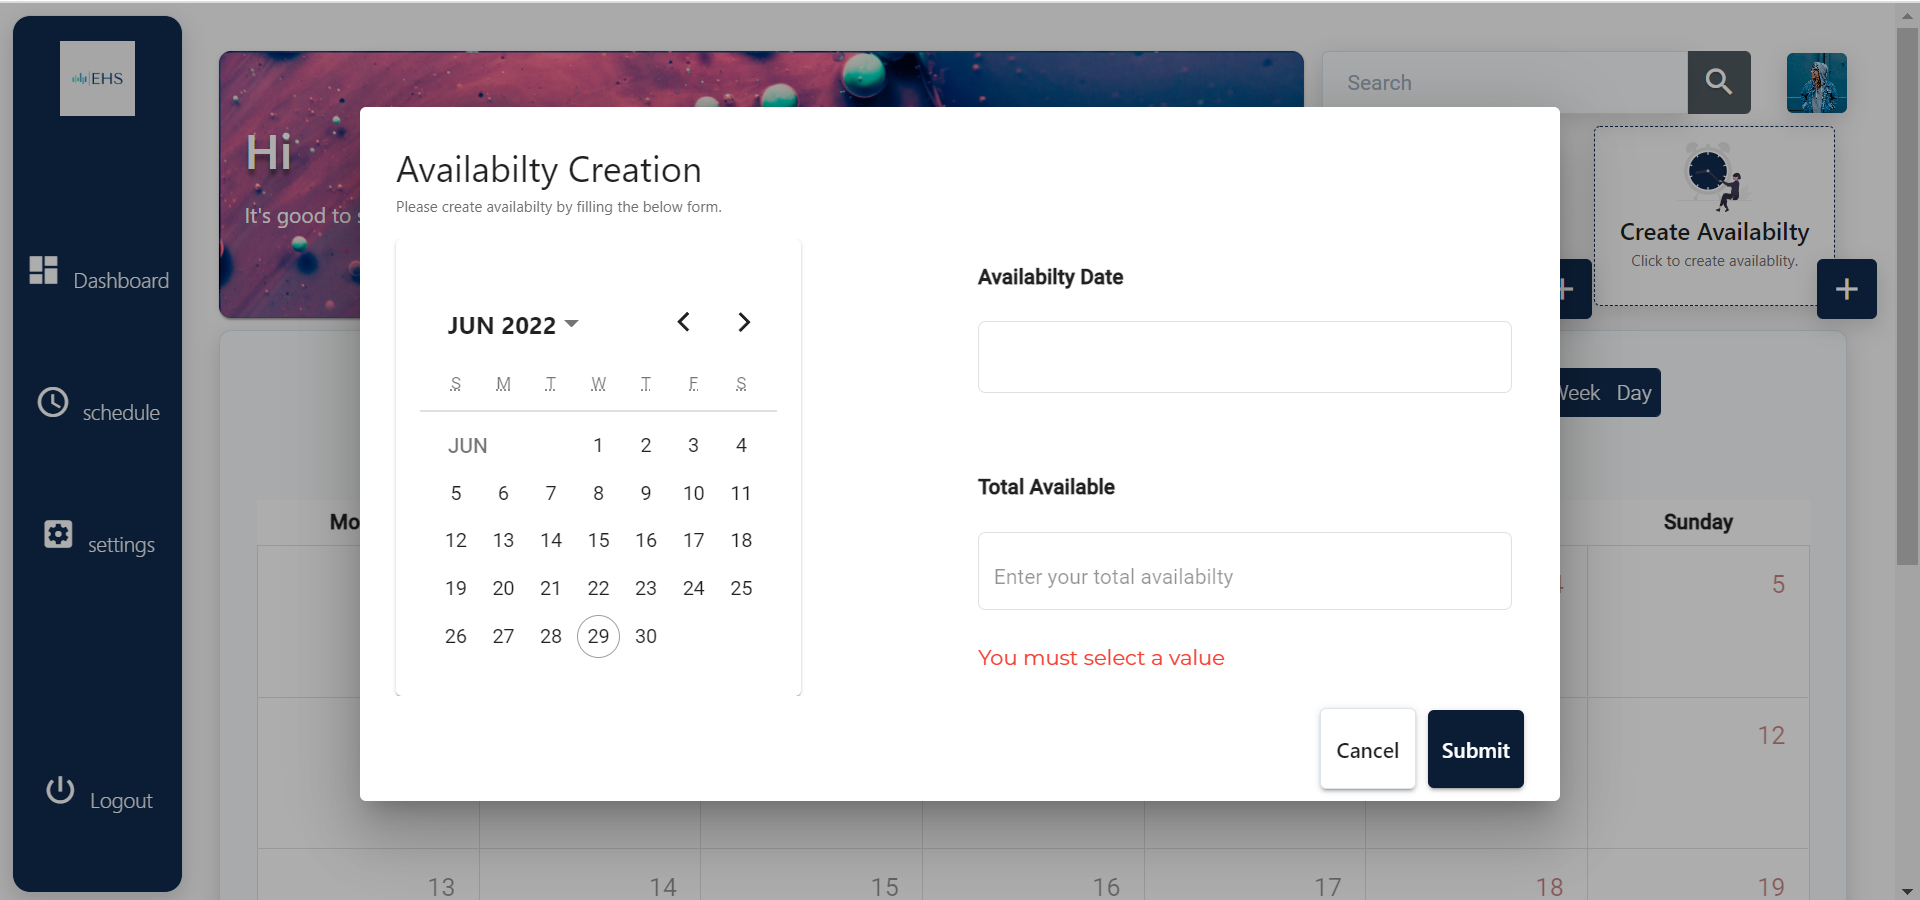 EHS
Dashboard
schedule
settings
Logout
Hi
It's good to
Search
Create Availabilty
Click to create availablity.
+
+
Week Day
Mo
Sunday
5
12
13 14 15 16 17 18 19
Availabilty Creation
Please create availabilty by filling the below form.
JUN 2022
S M T W T F S
JUN 1 2 3 4
5 6 7 8 9 10 11
12 13 14 15 16 17 18
19 20 21 22 23 24 25
26 27 28 29 30
Availabilty Date
Total Available
Enter your total availabilty
You must select a value
Cancel Submit